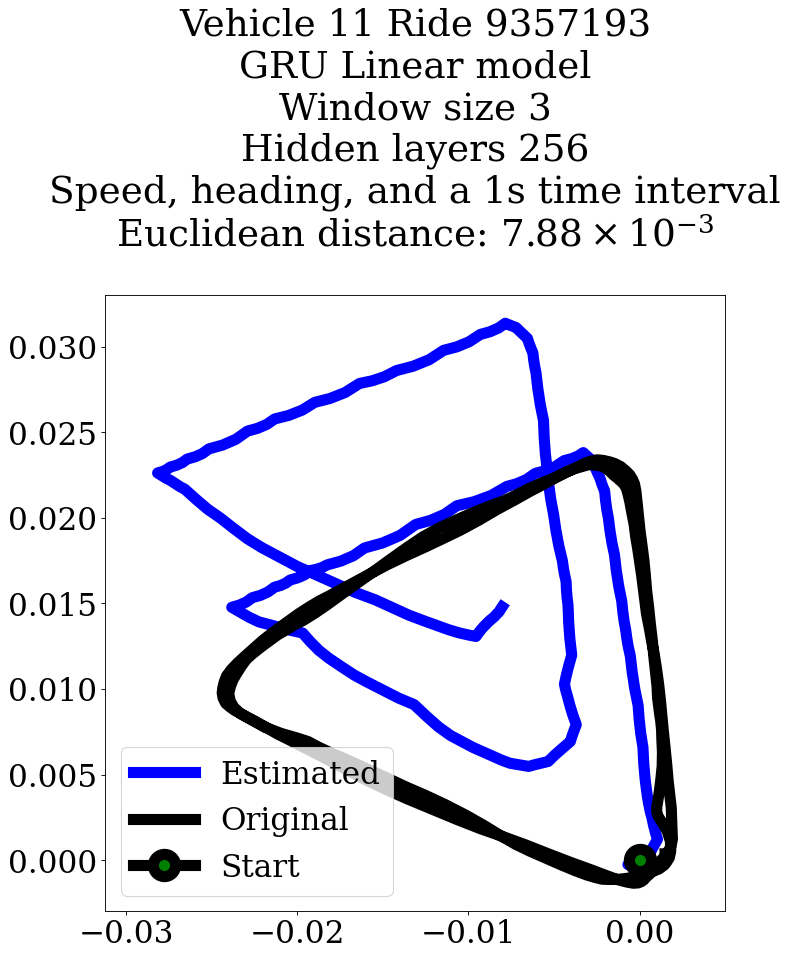 Vehicle 11 Ride 9357193
GRU Linear model
Window size 3
Hidden layers 256
Speed, heading, and a 1s time interval
Euclidean distance: 7.88 × 10⁻³
0.030
0.025
0.020
0.015
0.010
0.005
0.000
Estimated
Original
Start
−0.03 −0.02 −0.01 0.00